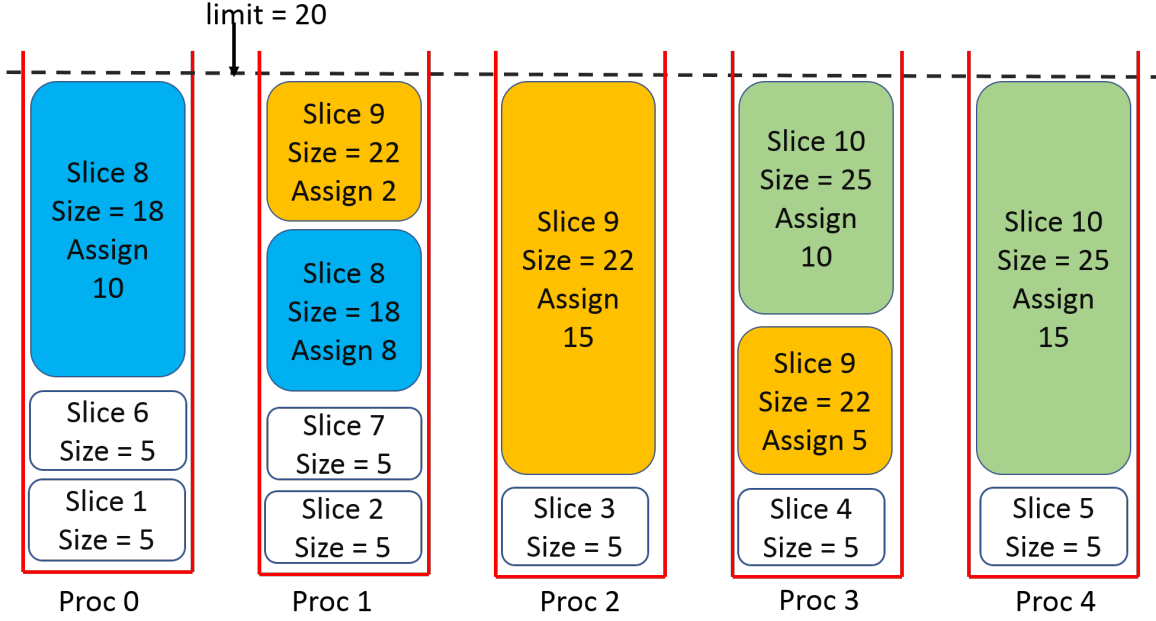 limit = 20
Slice 8
Size = 18
Assign
10
Slice 6
Size = 5
Slice 1
Size = 5
Proc 0
Slice 9
Size = 22
Assign 2
Slice 8
Size = 18
Assign 8
Slice 7
Size = 5
Slice 2
Size = 5
Proc 1
Slice 9
Size = 22
Assign
15
Slice 3
Size = 5
Proc 2
Slice 10
Size = 25
Assign
10
Slice 9
Size = 22
Assign 5
Slice 4
Size = 5
Proc 3
Slice 10
Size = 25
Assign
15
Slice 5
Size = 5
Proc 4